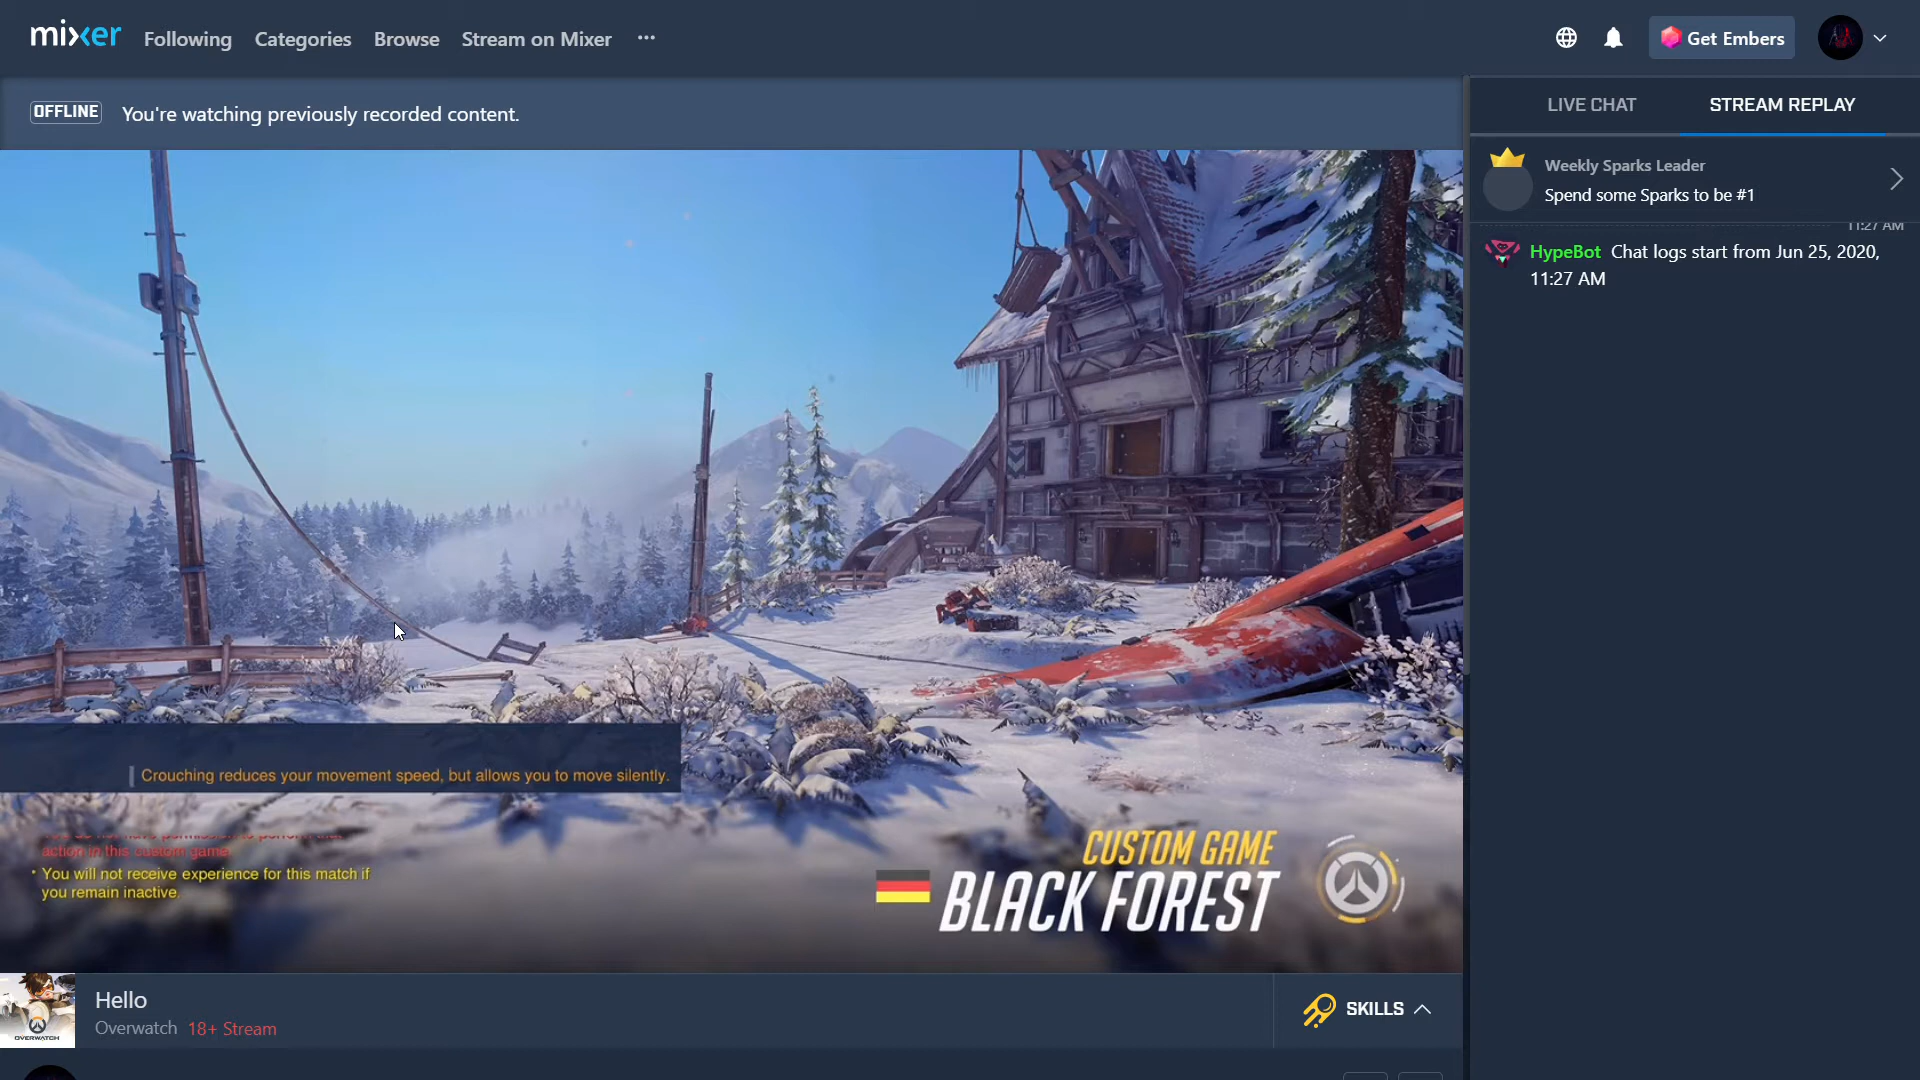 mixer Following Categories Browse Stream on Mixer ··· Get Embers
OFFLINE You're watching previously recorded content.
LIVE CHAT STREAM REPLAY
Weekly Sparks Leader
Spend some Sparks to be #1
11:27 AM
HypeBot Chat logs start from Jun 25, 2020,
11:27 AM
Crouching reduces your movement speed, but allows you to move silently.
action in this custom game.
• You will not receive experience for this match if
you remain inactive.
CUSTOM GAME
BLACK FOREST
OVERWATCH
Hello
Overwatch 18+ Stream
SKILLS